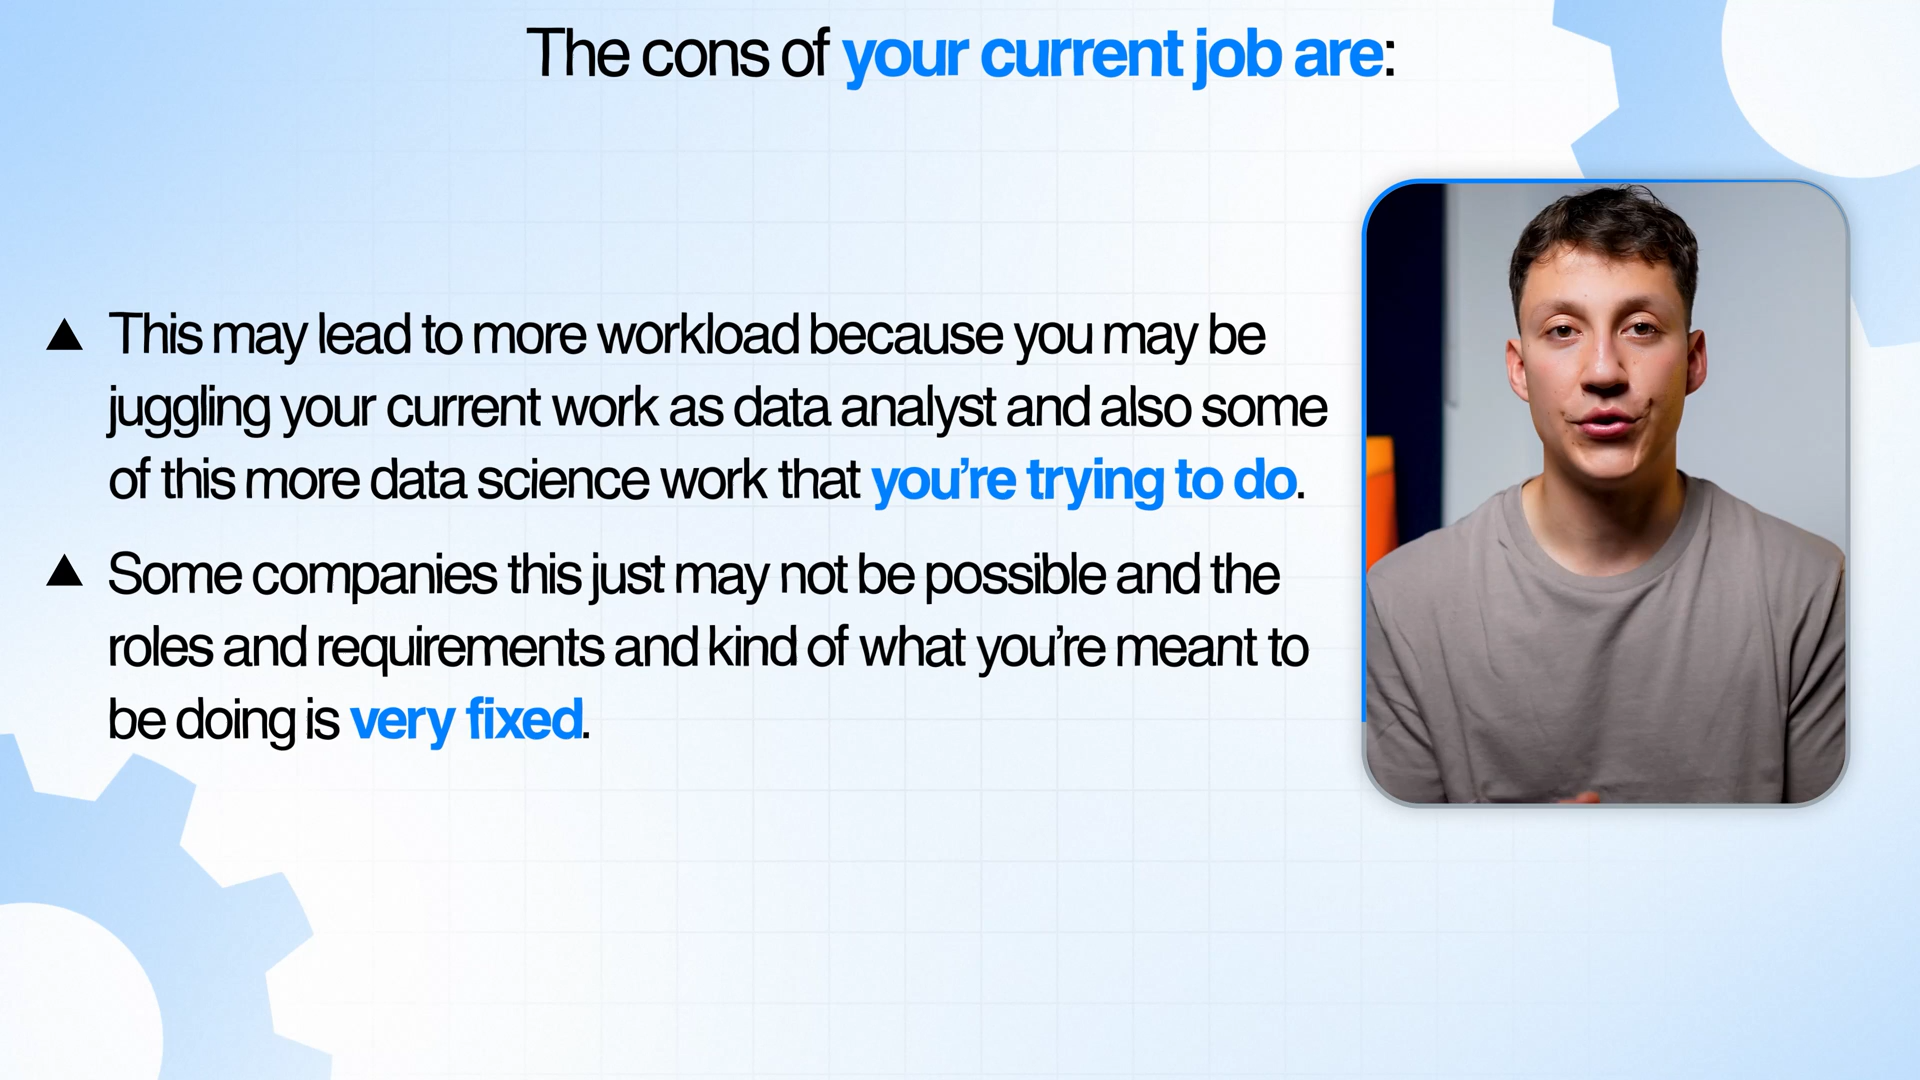 The cons of your current job are:
This may lead to more workload because you may be
juggling your current work as data analyst and also some
of this more data science work that you’re trying to do.
Some companies this just may not be possible and the
roles and requirements and kind of what you’re meant to
be doing is very fixed.